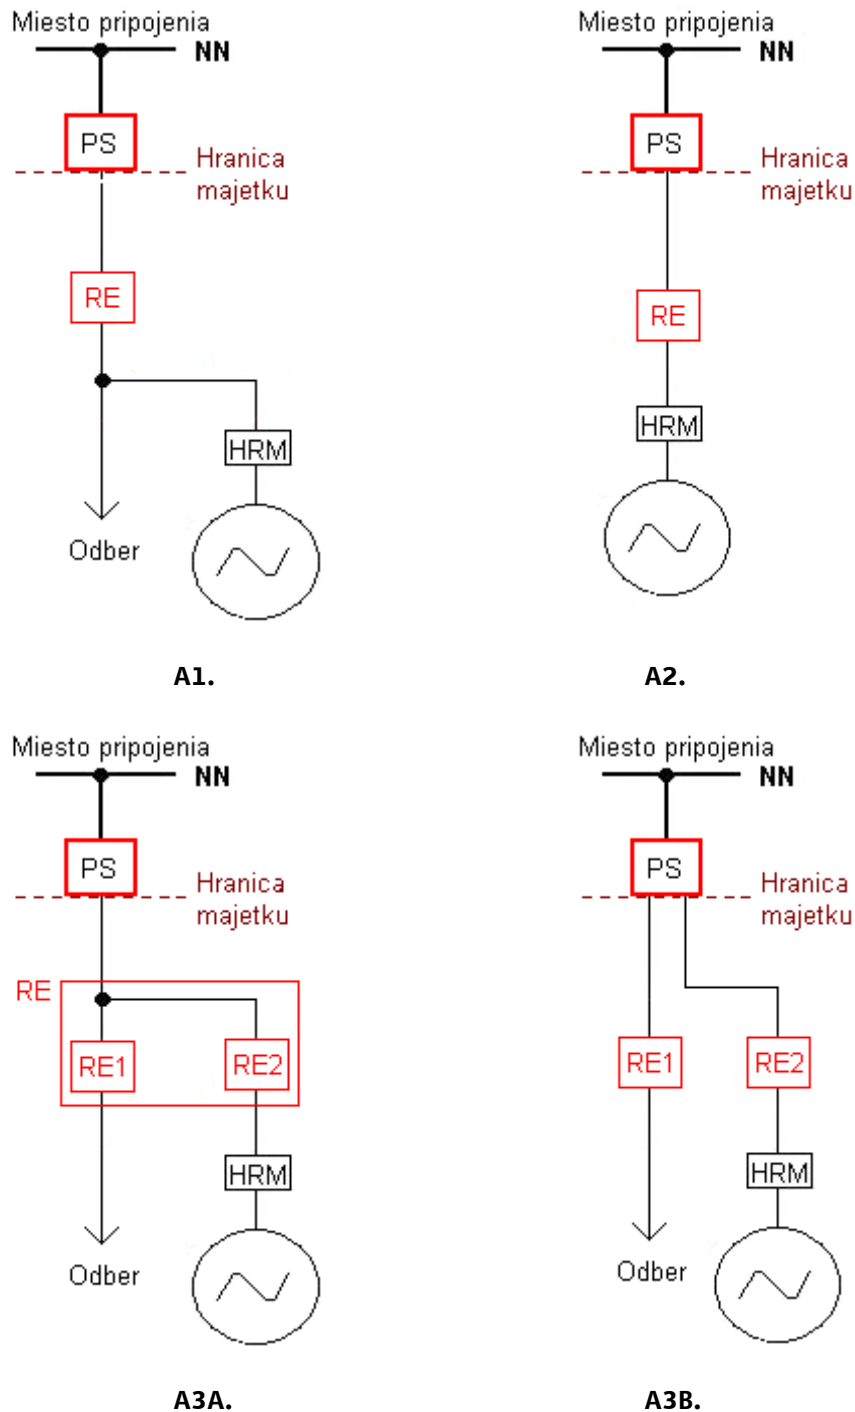 Miesto pripojenia
NN
PS
Hranica
majetku
RE
HRM
Odber
A1.
Miesto pripojenia
NN
PS
Hranica
majetku
RE
HRM
A2.
Miesto pripojenia
NN
PS
Hranica
majetku
RE
RE1
RE2
HRM
Odber
A3A.
Miesto pripojenia
NN
PS
Hranica
majetku
RE1
RE2
HRM
Odber
A3B.